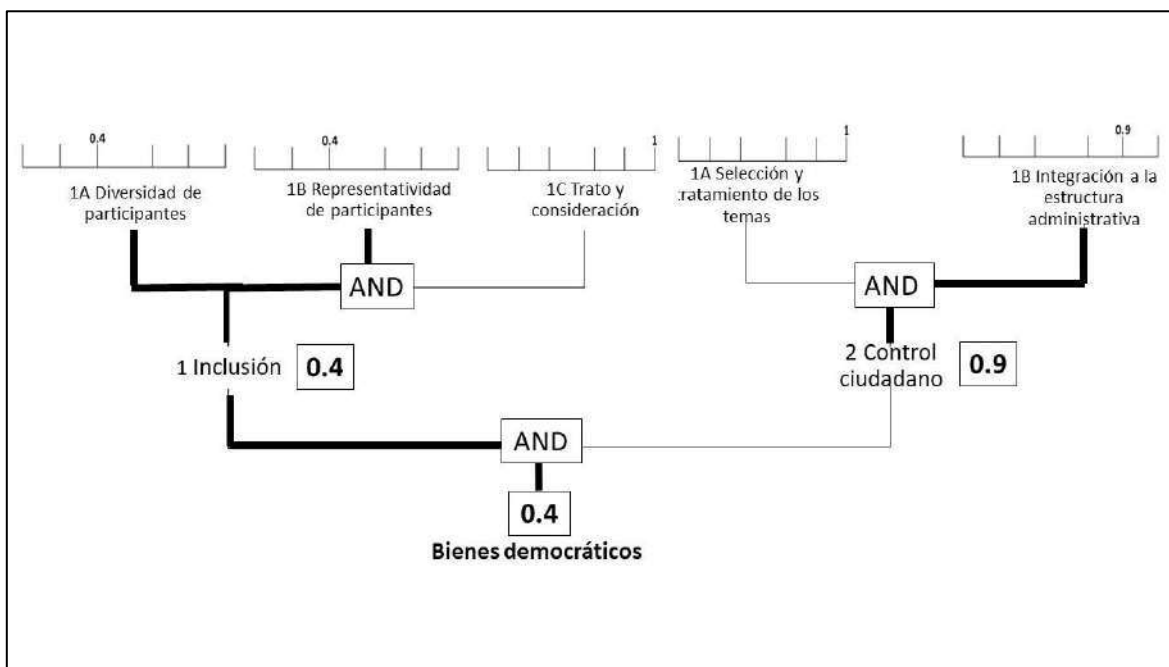 0.4
1A Diversidad de
participantes
0.4
1B Representatividad
de participantes
1
1C Trato y
consideración
1
1A Selección y
tratamiento de los
temas
0.9
1B Integración a la
estructura
administrativa
AND
AND
1 Inclusión
0.4
2 Control
ciudadano
0.9
AND
0.4
Bienes democráticos